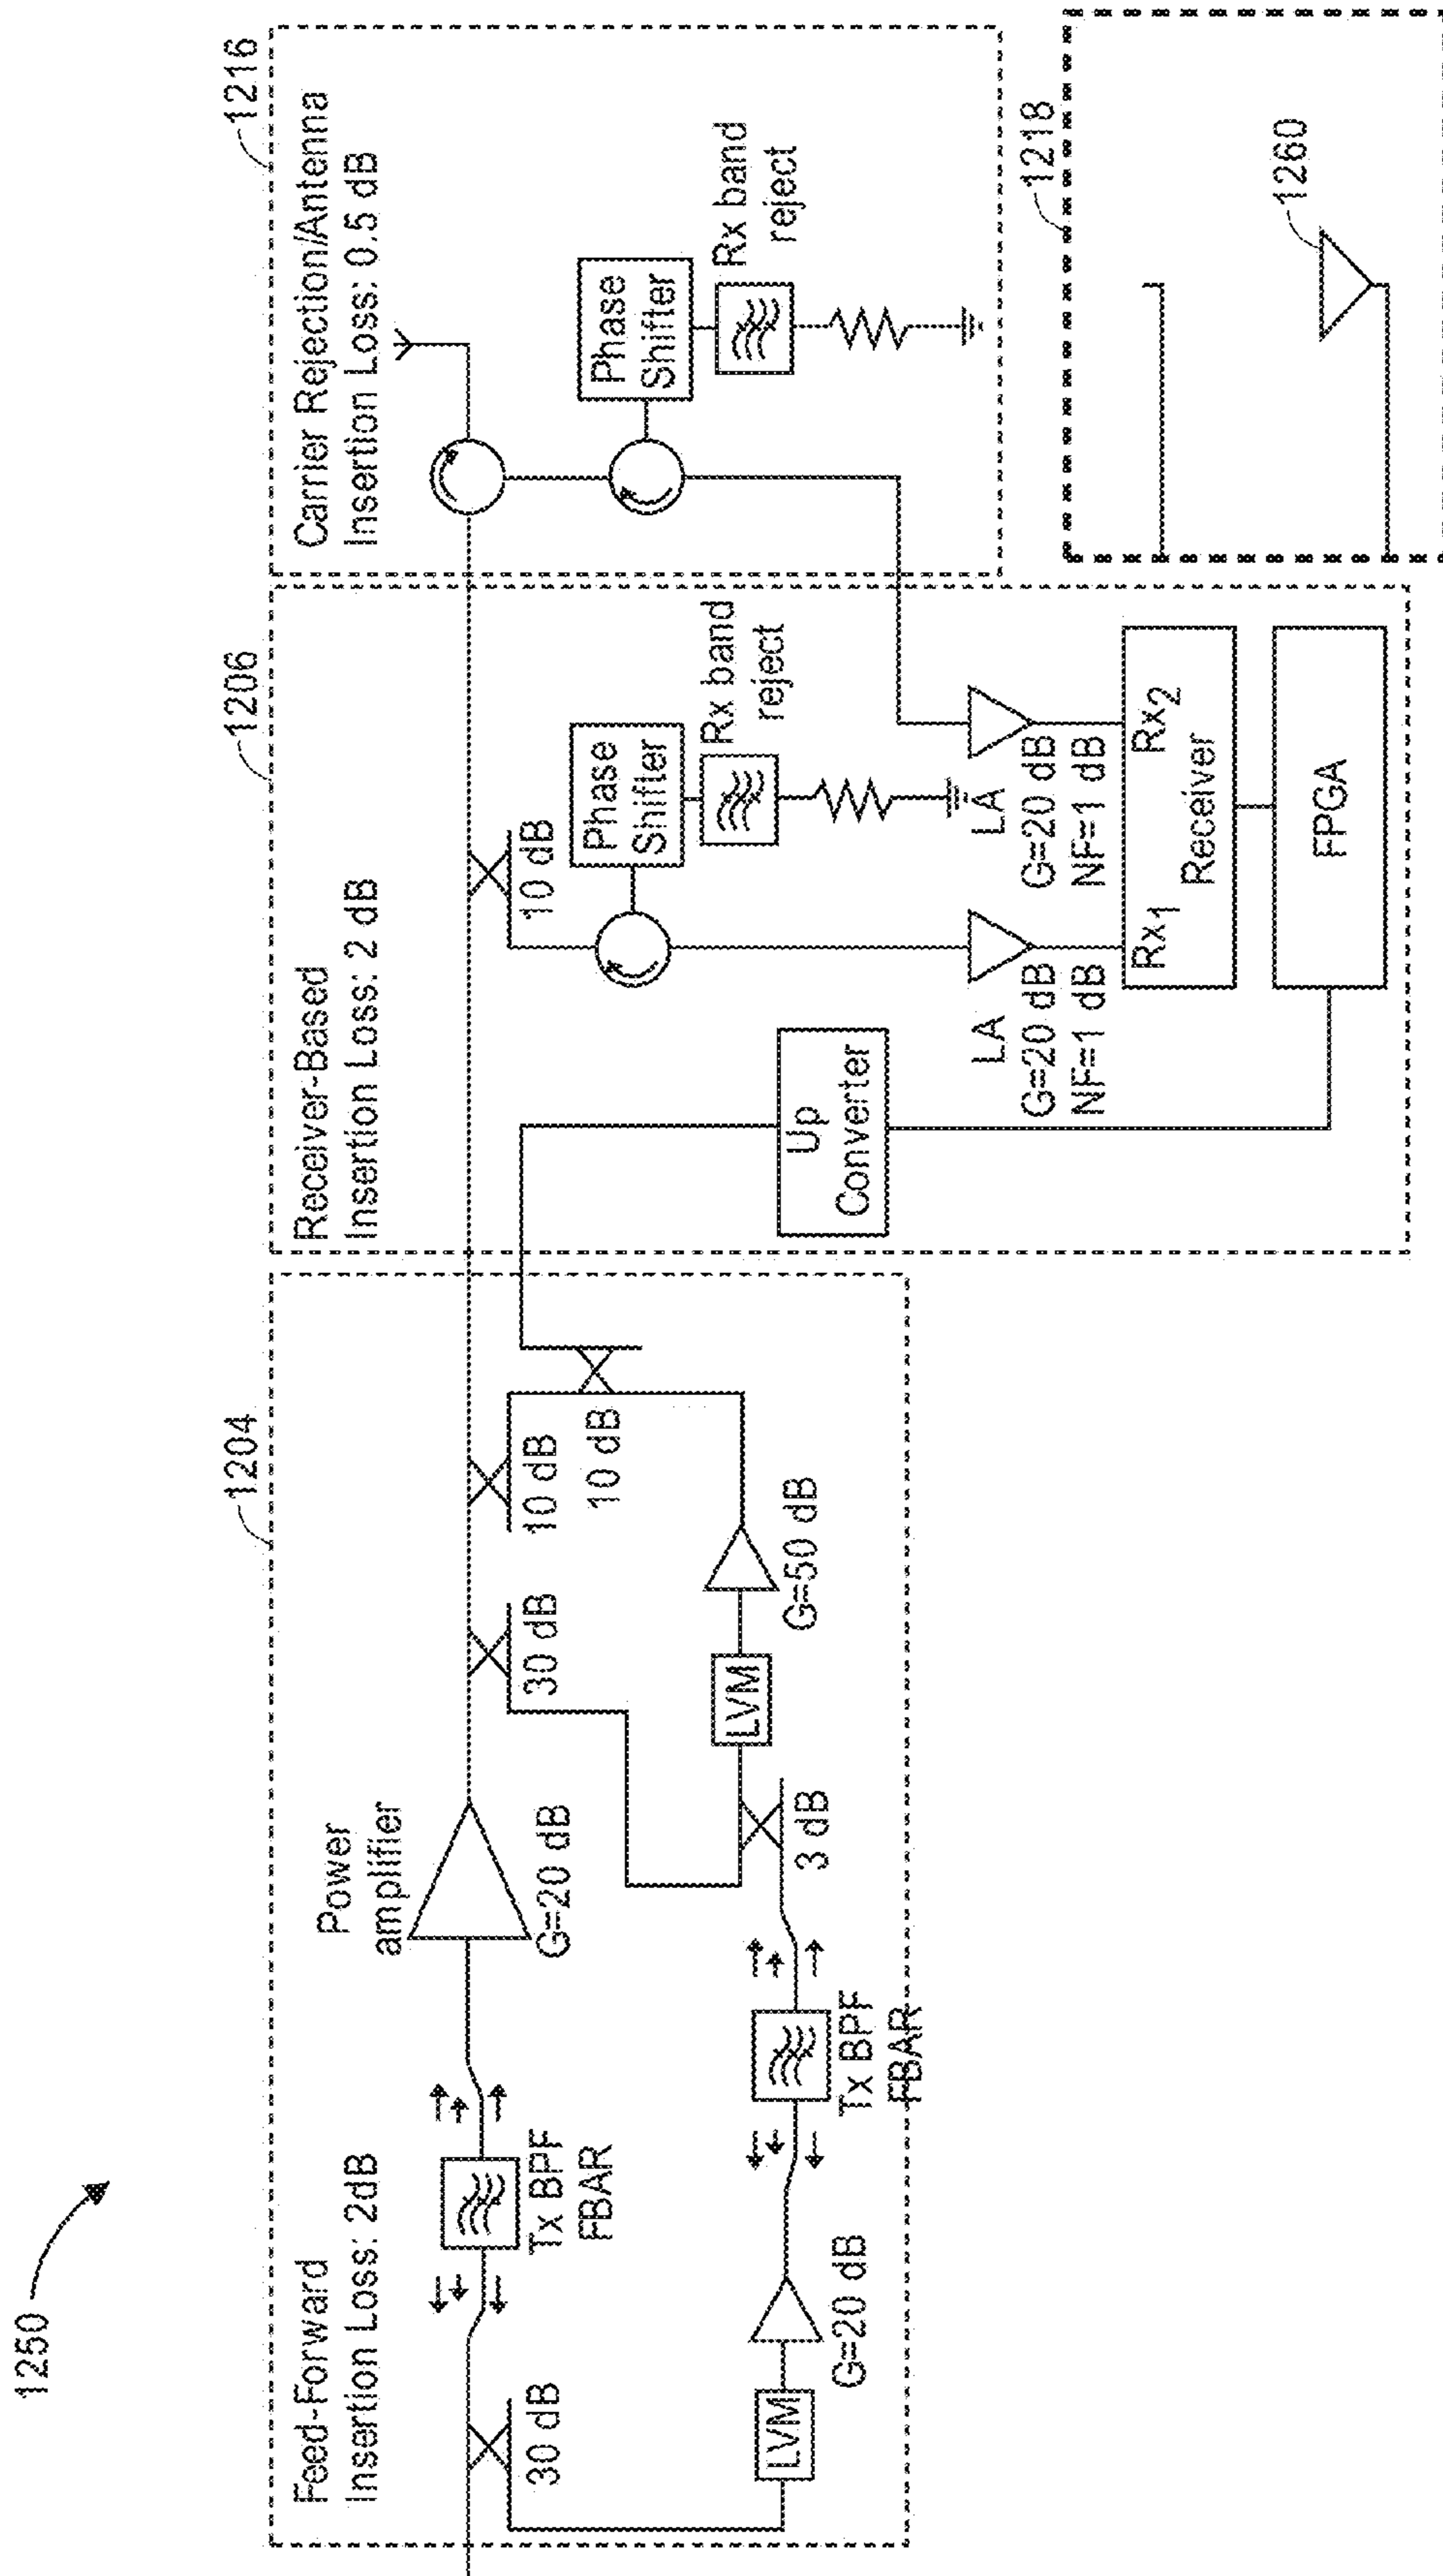 1250
1204
Feed-Forward
Insertion Loss: 2dB
30 dB
Tx BPF
FBAR
Power
amplifier
G=20 dB
30 dB
10 dB
10 dB
LVM
G=20 dB
Tx BPF
FBAR
3 dB
LVM
G=50 dB
1206
Receiver-Based
Insertion Loss: 2 dB
10 dB
Phase
Shifter
Rx band
reject
Up
Converter
LA
G=20 dB
NF=1 dB
LA
G=20 dB
NF=1 dB
Rx1
Rx2
Receiver
FPGA
1216
Carrier Rejection/Antenna
Insertion Loss: 0.5 dB
Phase
Shifter
Rx band
reject
1218
1260